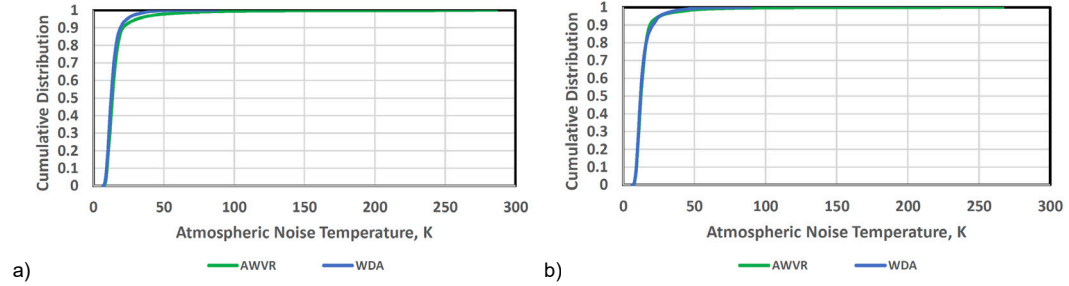 1
0.9
0.8
0.7
0.6
0.5
0.4
0.3
0.2
0.1
0
Cumulative Distribution
0 50 100 150 200 250 300
Atmospheric Noise Temperature, K
AWVR WDA
a)
1
0.9
0.8
0.7
0.6
0.5
0.4
0.3
0.2
0.1
0
Cumulative Distribution
0 50 100 150 200 250 300
Atmospheric Noise Temperature, K
AWVR WDA
b)